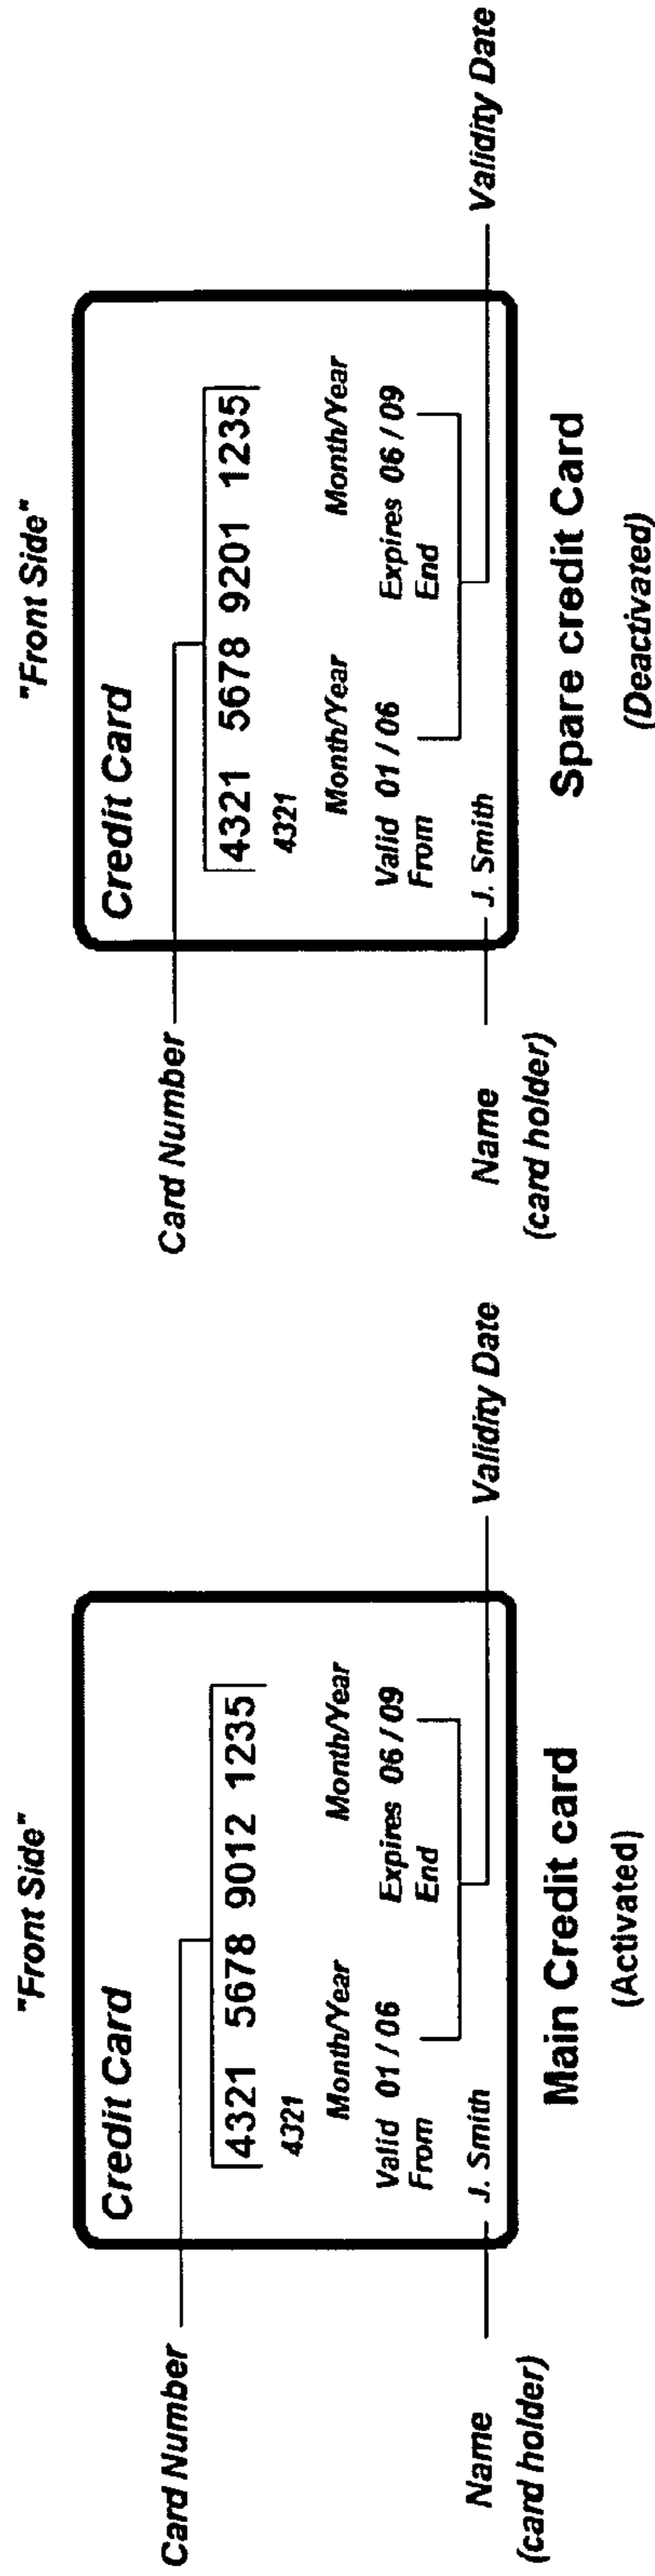 "Front Side"
Credit Card
Card Number
4321 5678 9012 1235
4321
Month/Year Month/Year
Valid 01 / 06 Expires 06 / 09
From End
Name J. Smith Validity Date
(card holder)
Main Credit card
(Activated)
"Front Side"
Credit Card
Card Number
4321 5678 9201 1235
4321
Month/Year Month/Year
Valid 01 / 06 Expires 06 / 09
From End
Name J. Smith Validity Date
(card holder)
Spare credit Card
(Deactivated)